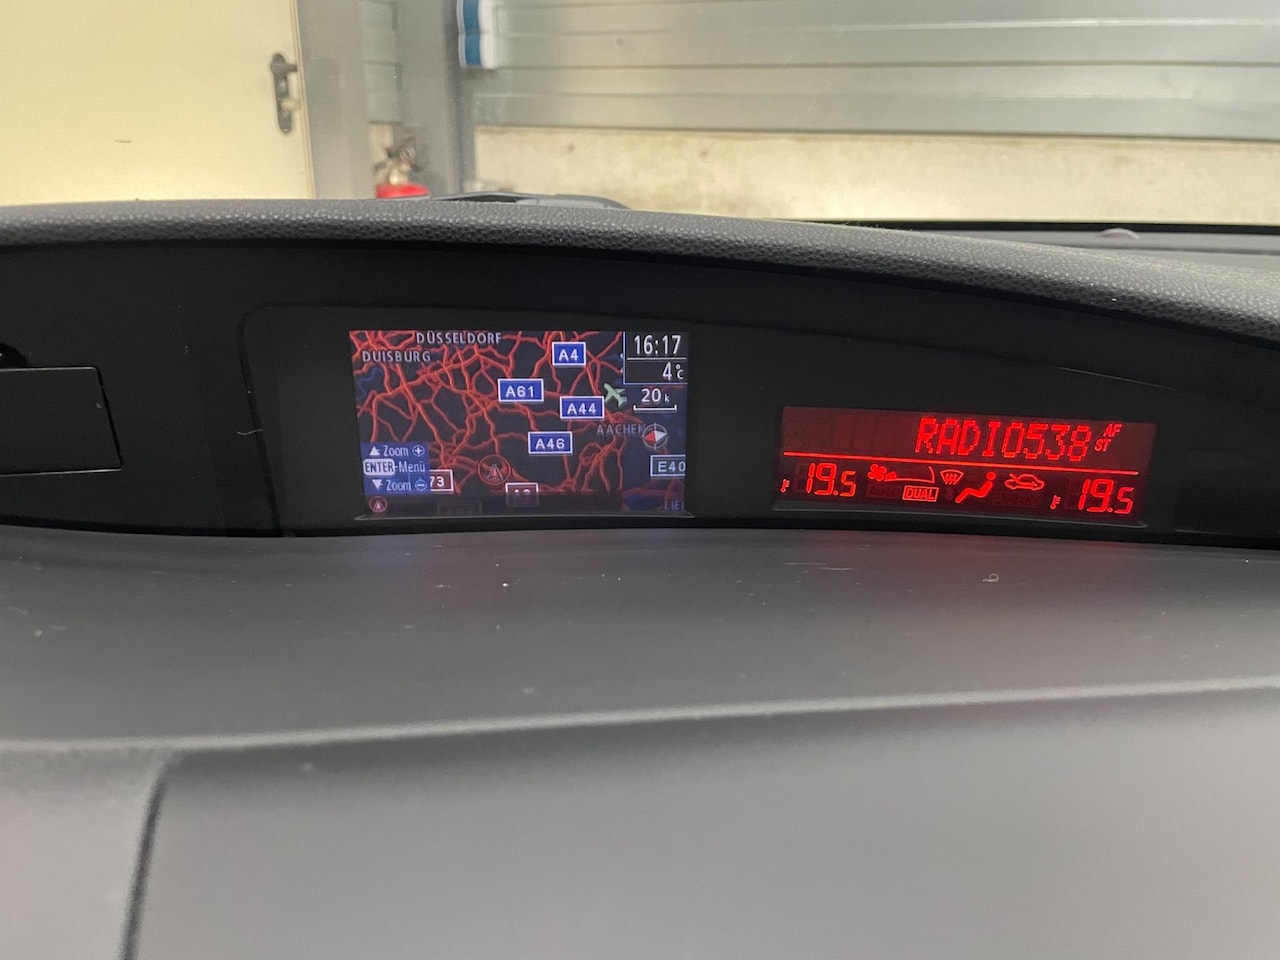 DÜSSELDORF
DUISBURG
A4
16:17
4°C
A61
20k
A44
AACHEN
A46
▲ Zoom ⊕
ENTER-Menü
▼ Zoom ⊖
73
E40
RADIO538 AF ST
19.5 AUTO DUAL 19.5